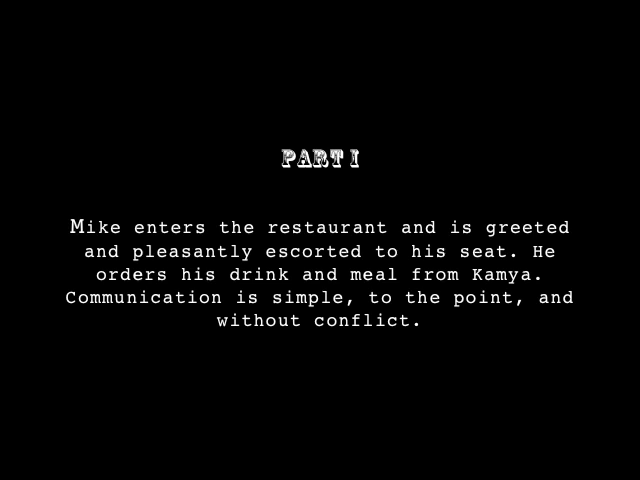 PART I
Mike enters the restaurant and is greeted
and pleasantly escorted to his seat. He
orders his drink and meal from Kamya.
Communication is simple, to the point, and
without conflict.